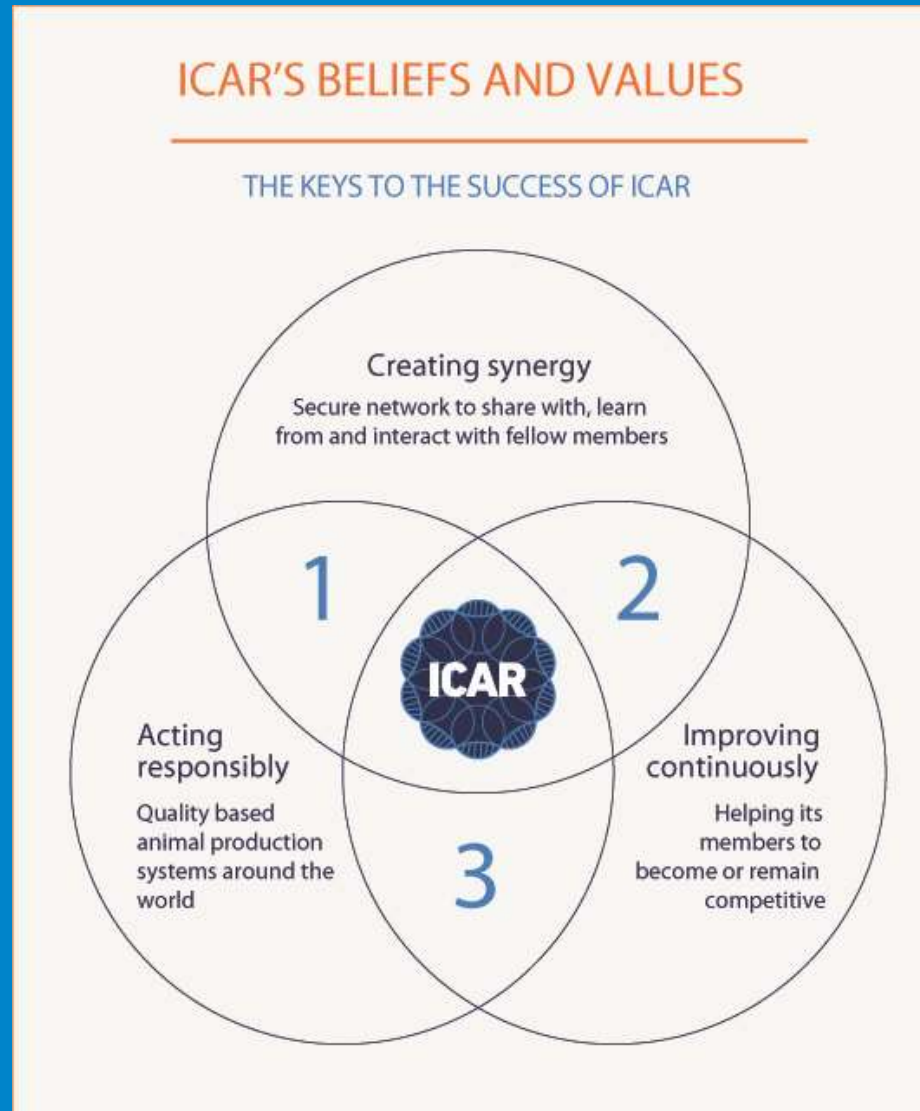 ICAR'S BELIEFS AND VALUES
THE KEYS TO THE SUCCESS OF ICAR
Creating synergy
Secure network to share with, learn
from and interact with fellow members
1
2
ICAR
Acting
responsibly
Quality based
animal production
systems around the
world
Improving
continuously
Helping its
members to
become or remain
competitive
3